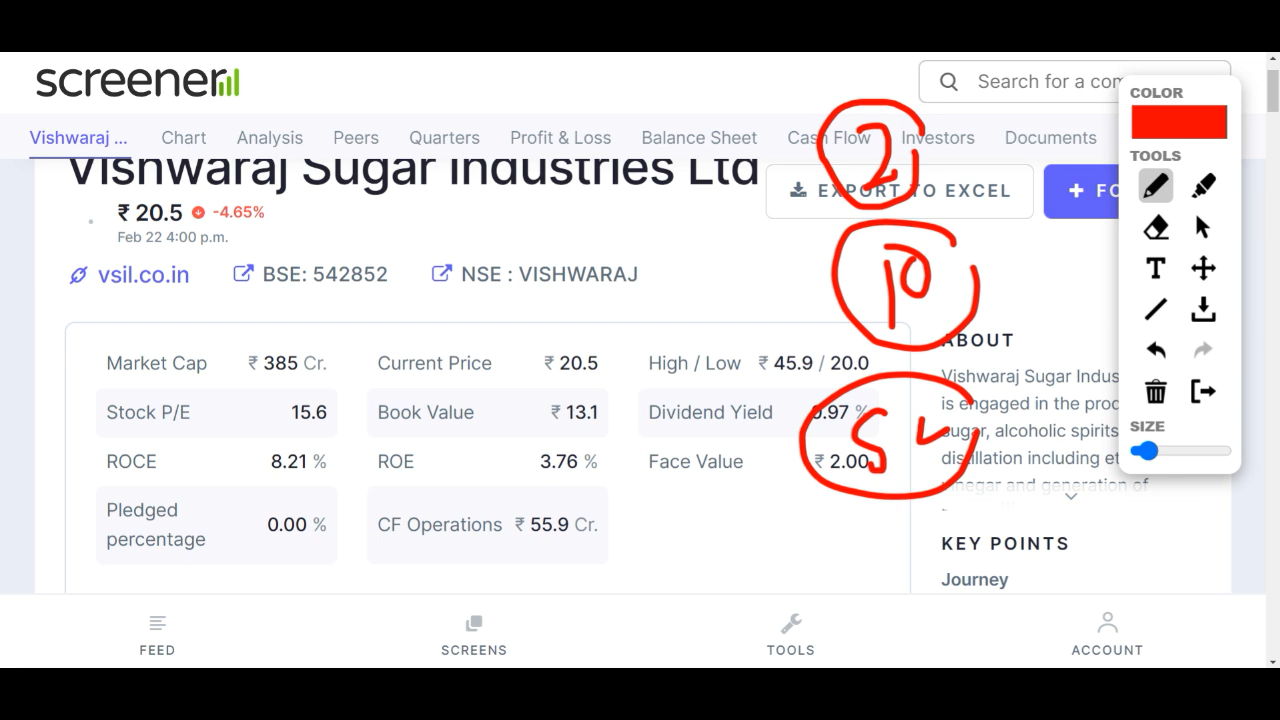 screener
Search for a com
Vishwaraj ... Chart Analysis Peers Quarters Profit & Loss Balance Sheet Cash Flow Investors Documents
Vishwaraj Sugar Industries Ltd
EXPORT TO EXCEL
+ FO
₹ 20.5 -4.65%
Feb 22 4:00 p.m.
vsil.co.in BSE: 542852 NSE : VISHWARAJ
Market Cap ₹ 385 Cr.
Current Price ₹ 20.5
High / Low ₹ 45.9 / 20.0
Stock P/E 15.6
Book Value ₹ 13.1
Dividend Yield 0.97 %
ROCE 8.21 %
ROE 3.76 %
Face Value ₹ 2.00
Pledged
percentage 0.00 %
CF Operations ₹ 55.9 Cr.
2
10
ABOUT
Vishwaraj Sugar Indus
is engaged in the proc
sugar, alcoholic spirits
distillation including et
vinegar and generation of
KEY POINTS
Journey
COLOR
TOOLS
T
SIZE
FEED SCREENS TOOLS ACCOUNT